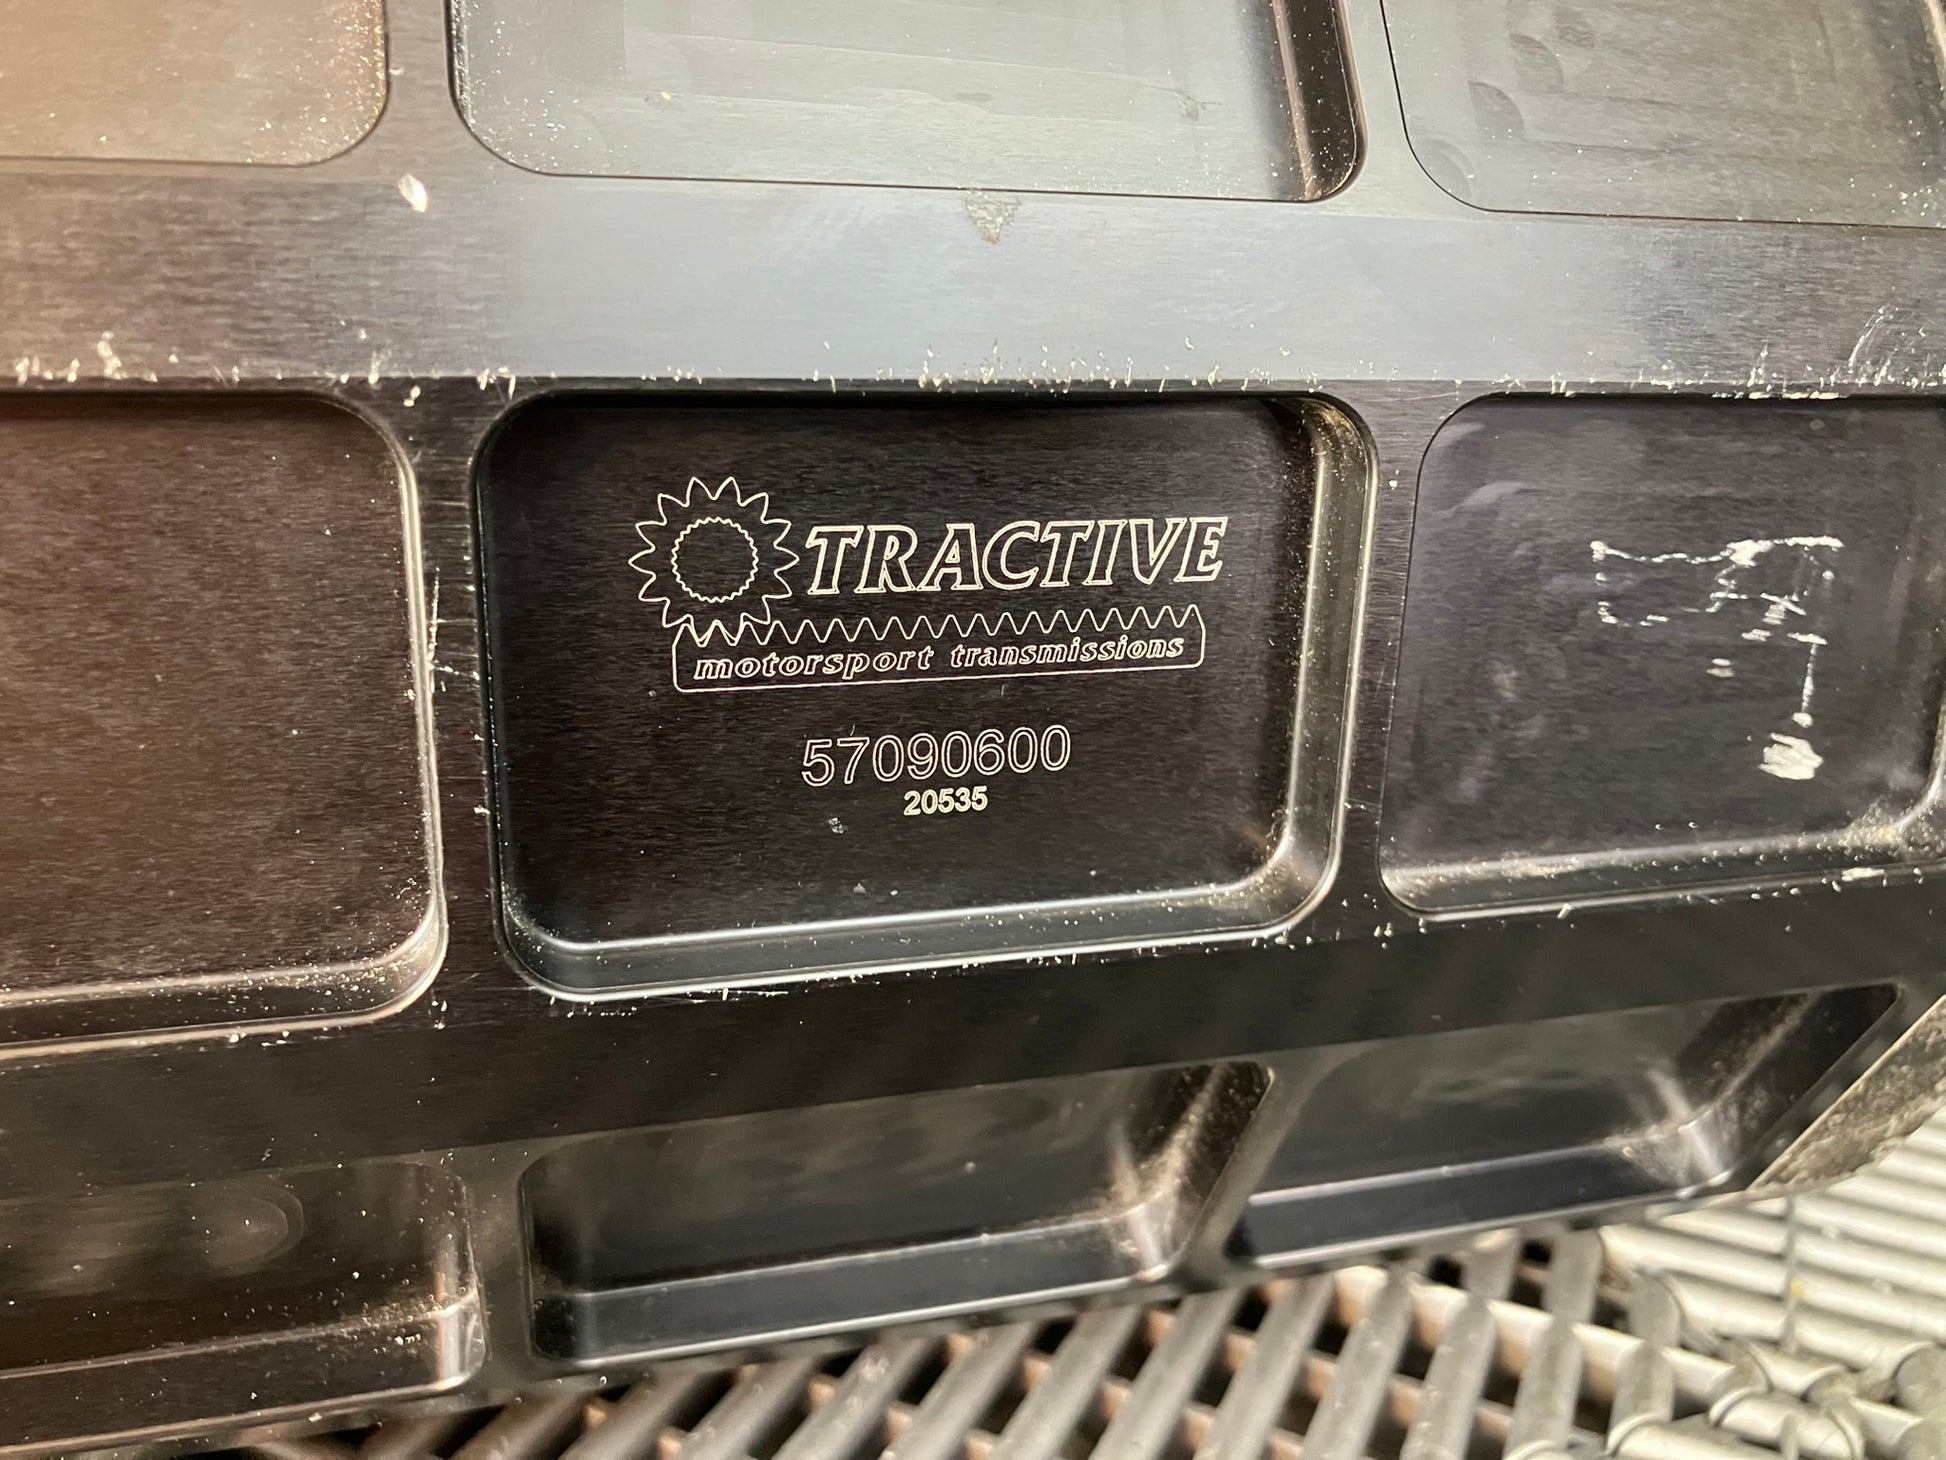 TRACTIVE
motorsport transmissions
57090600
20535